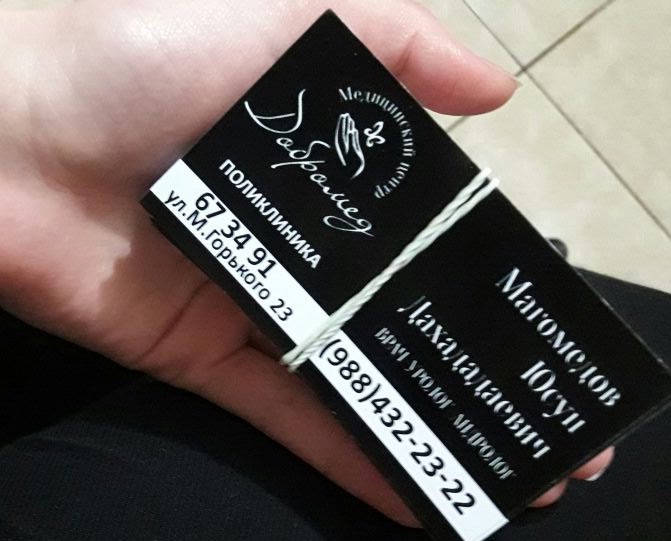 Медицинский центр
Добромед
ПОЛИКЛИНИКА
67 34 91
ул.М.горького 23
Магомедов
Юсуп
Дахададаевич
ВРАЧ УРОЛОГ-АНДРОЛОГ
(988)432-23-22